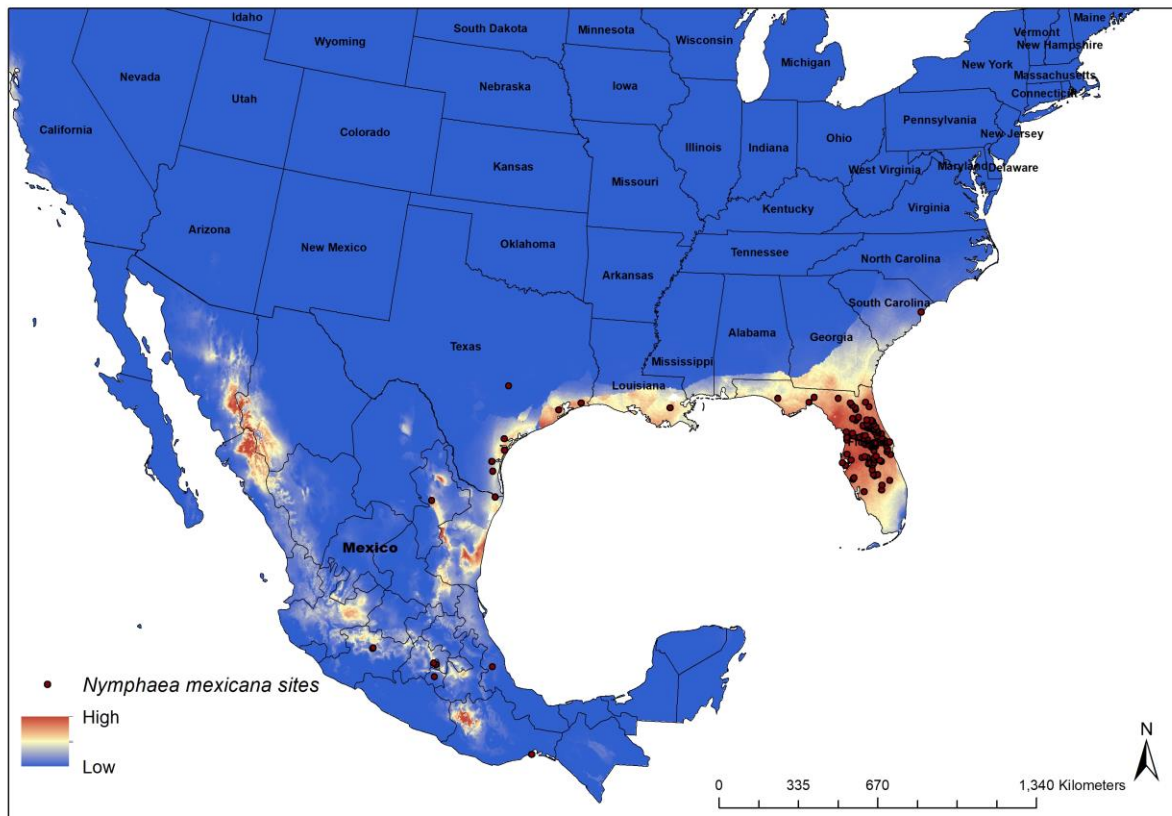 Idaho
Wyoming
South Dakota
Minnesota
Wisconsin
Michigan
Vermont
Maine
New Hampshire
New York
Massachusetts
Connecticut
Nevada
Utah
Nebraska
Iowa
Pennsylvania
New Jersey
California
Colorado
Illinois
Indiana
Ohio
Kansas
Missouri
West Virginia
Maryland
Delaware
Kentucky
Virginia
Arizona
New Mexico
Oklahoma
Arkansas
Tennessee
North Carolina
South Carolina
Texas
Louisiana
Mississippi
Alabama
Georgia
Mexico
Nymphaea mexicana sites
High
Low
N
0 335 670 1,340 Kilometers